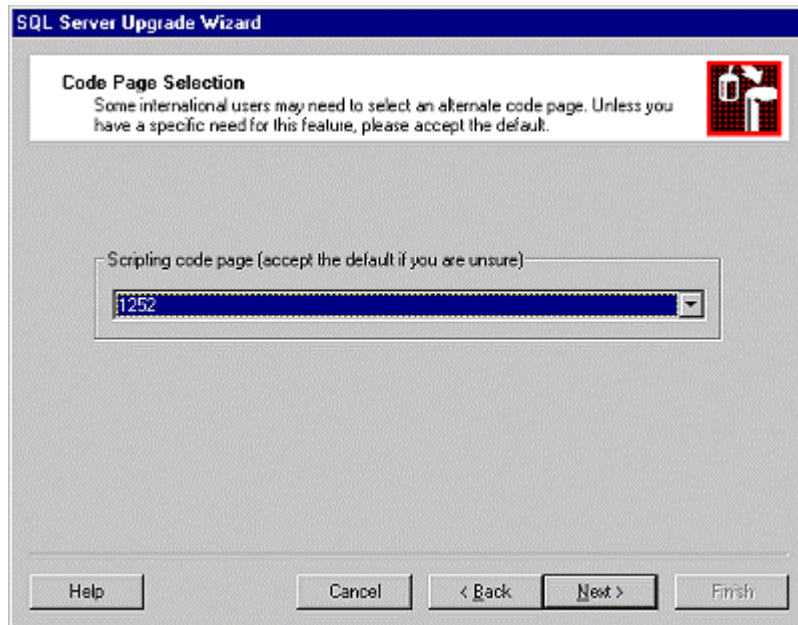 SQL Server Upgrade Wizard
Code Page Selection
Some international users may need to select an alternate code page. Unless you
have a specific need for this feature, please accept the default.
Scripting code page (accept the default if you are unsure)
1252
Help
Cancel
< Back
Next >
Finish